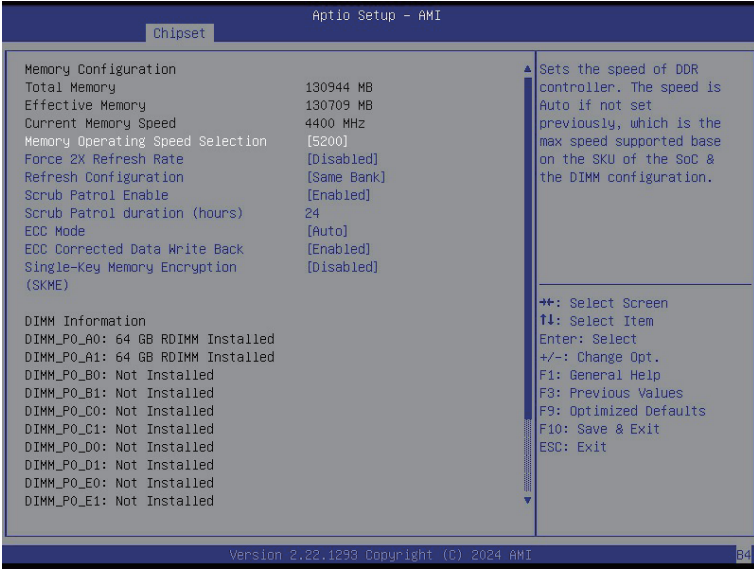 Aptio Setup – AMI
Chipset
Memory Configuration
Total Memory 130944 MB
Effective Memory 130709 MB
Current Memory Speed 4400 MHz
Memory Operating Speed Selection [5200]
Force 2X Refresh Rate [Disabled]
Refresh Configuration [Same Bank]
Scrub Patrol Enable [Enabled]
Scrub Patrol duration (hours) 24
ECC Mode [Auto]
ECC Corrected Data Write Back [Enabled]
Single-Key Memory Encryption [Disabled]
(SKME)
DIMM Information
DIMM_P0_A0: 64 GB RDIMM Installed
DIMM_P0_A1: 64 GB RDIMM Installed
DIMM_P0_B0: Not Installed
DIMM_P0_B1: Not Installed
DIMM_P0_C0: Not Installed
DIMM_P0_C1: Not Installed
DIMM_P0_D0: Not Installed
DIMM_P0_D1: Not Installed
DIMM_P0_E0: Not Installed
DIMM_P0_E1: Not Installed
Sets the speed of DDR
controller. The speed is
Auto if not set
previously, which is the
max speed supported base
on the SKU of the SoC &
the DIMM configuration.
→←: Select Screen
↑↓: Select Item
Enter: Select
+/-: Change Opt.
F1: General Help
F3: Previous Values
F9: Optimized Defaults
F10: Save & Exit
ESC: Exit
Version 2.22.1293 Copyright (C) 2024 AMI
B4